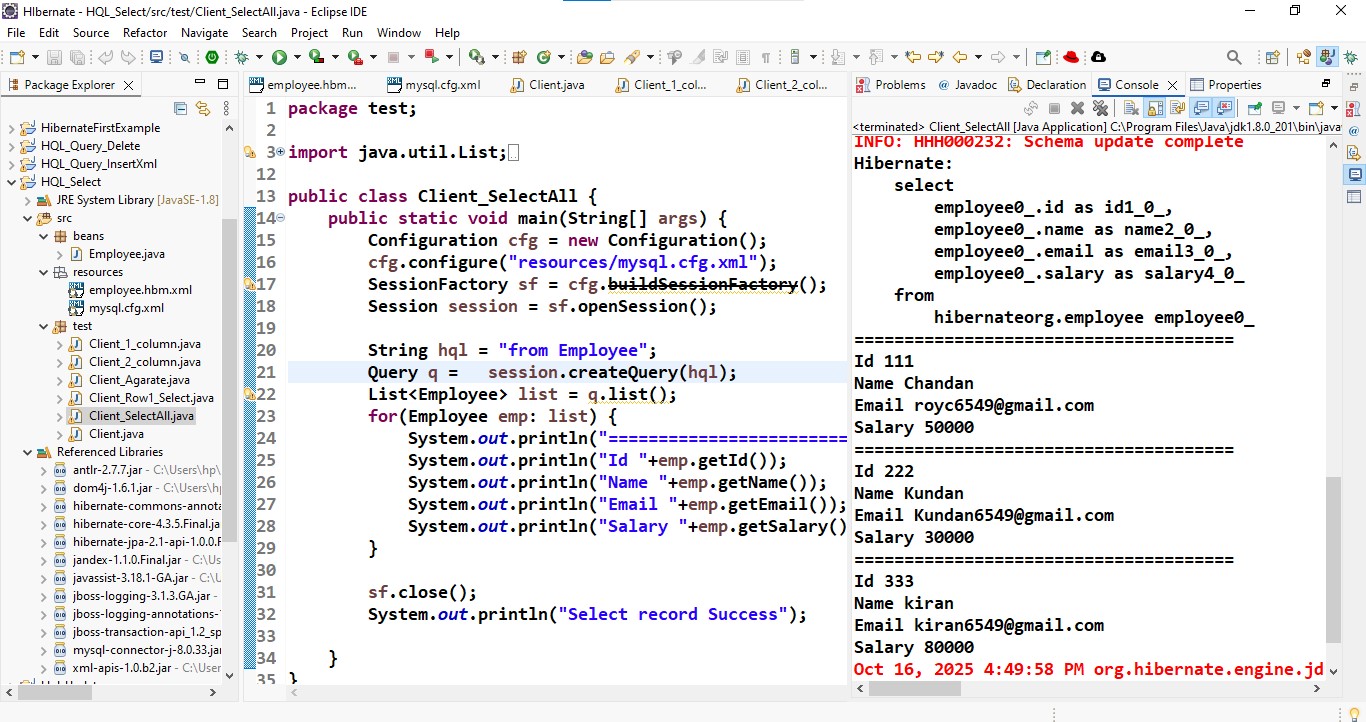 HIbernate - HQL_Select/src/test/Client_SelectAll.java - Eclipse IDE
File Edit Source Refactor Navigate Search Project Run Window Help
Package Explorer
HibernateFirstExample
HQL_Query_Delete
HQL_Query_InsertXml
HQL_Select
JRE System Library [JavaSE-1.8]
src
beans
Employee.java
resources
employee.hbm.xml
mysql.cfg.xml
test
Client_1_column.java
Client_2_column.java
Client_Agarate.java
Client_Row1_Select.java
Client_SelectAll.java
Client.java
Referenced Libraries
antlr-2.7.7.jar - C:\Users\hp\
dom4j-1.6.1.jar - C:\Users\h
hibernate-commons-annota
hibernate-core-4.3.5.Final.ja
hibernate-jpa-2.1-api-1.0.0.F
jandex-1.1.0.Final.jar - C:\Us
javassist-3.18.1-GA.jar - C:\U
jboss-logging-3.1.3.GA.jar -
jboss-logging-annotations-
jboss-transaction-api_1.2_sp
mysql-connector-j-8.0.33.jar
xml-apis-1.0.b2.jar - C:\User
employee.hbm... mysql.cfg.xml Client.java Client_1_col... Client_2_col...
1 package test;
2
3 import java.util.List;
12
13 public class Client_SelectAll {
14 public static void main(String[] args) {
15 Configuration cfg = new Configuration();
16 cfg.configure("resources/mysql.cfg.xml");
17 SessionFactory sf = cfg.buildSessionFactory();
18 Session session = sf.openSession();
19
20 String hql = "from Employee";
21 Query q =   session.createQuery(hql);
22 List<Employee> list = q.list();
23 for(Employee emp: list) {
24 System.out.println("========================
25 System.out.println("Id "+emp.getId());
26 System.out.println("Name "+emp.getName());
27 System.out.println("Email "+emp.getEmail());
28 System.out.println("Salary "+emp.getSalary()
29 }
30
31 sf.close();
32 System.out.println("Select record Success");
33
34 }
35 }
Problems Javadoc Declaration Console Properties
<terminated> Client_SelectAll [Java Application] C:\Program Files\Java\jdk1.8.0_201\bin\java
INFO: HHH000232: Schema update complete
Hibernate:
select
employee0_.id as id1_0_,
employee0_.name as name2_0_,
employee0_.email as email3_0_,
employee0_.salary as salary4_0_
from
hibernateorg.employee employee0_
======================================
Id 111
Name Chandan
Email royc6549@gmail.com
Salary 50000
======================================
Id 222
Name Kundan
Email Kundan6549@gmail.com
Salary 30000
======================================
Id 333
Name kiran
Email kiran6549@gmail.com
Salary 80000
Oct 16, 2025 4:49:58 PM org.hibernate.engine.jd